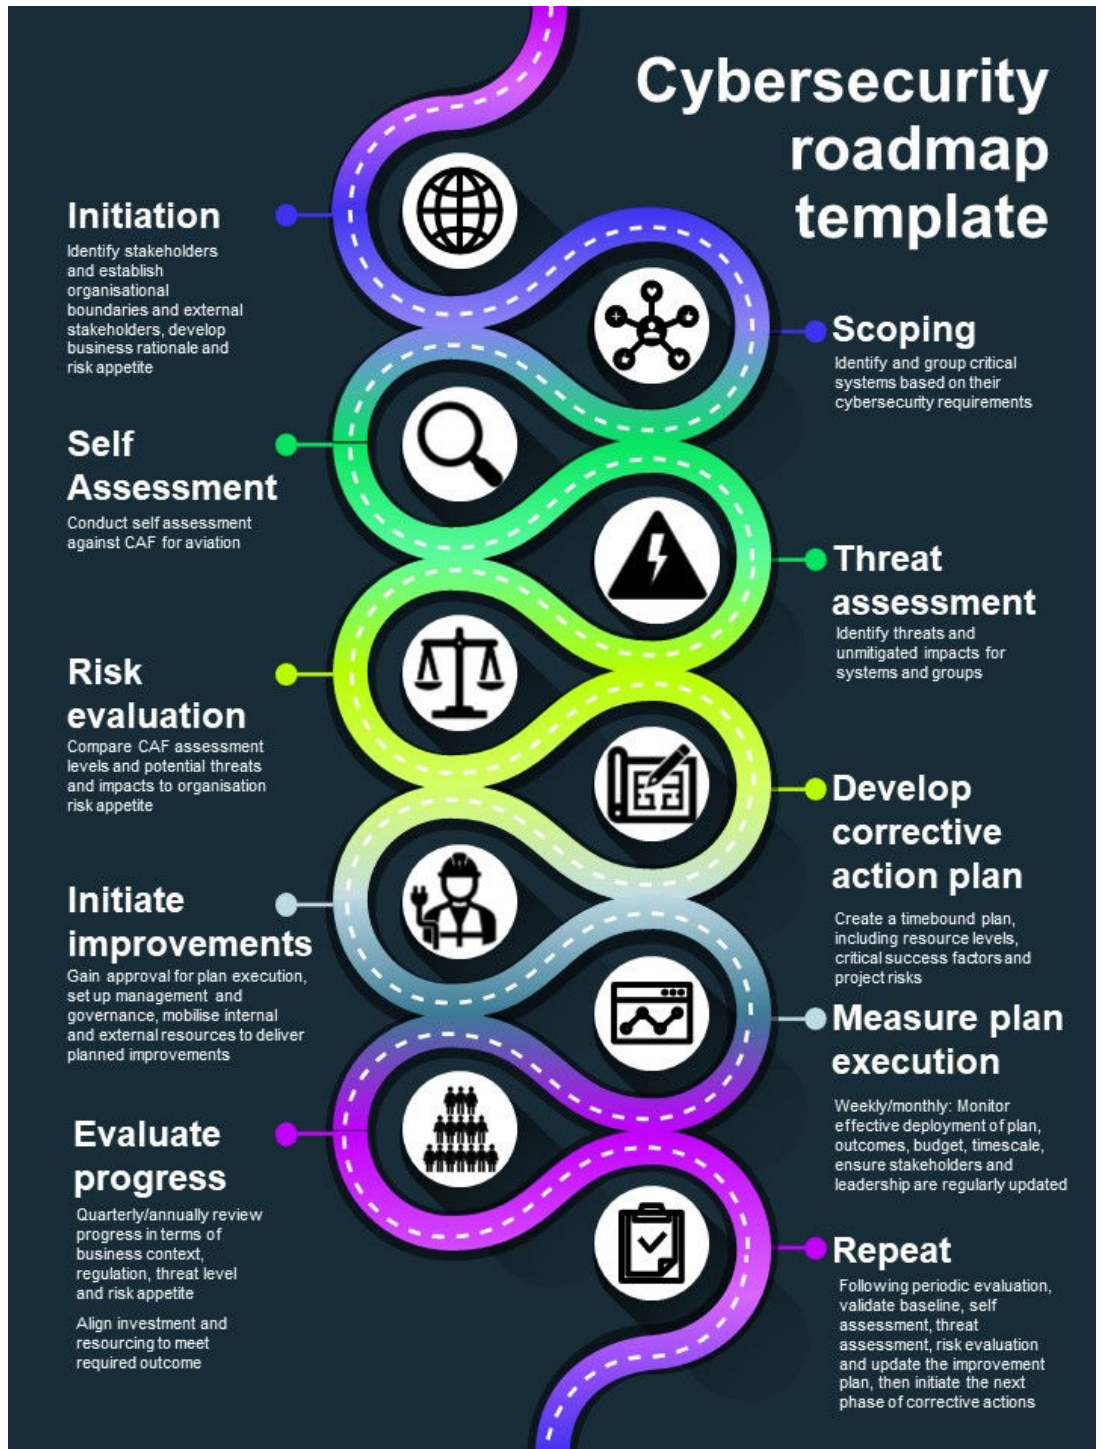 Cybersecurity
roadmap
template
Initiation
Identify stakeholders
and establish
organisational
boundaries and external
stakeholders, develop
business rationale and
risk appetite
Scoping
Identify and group critical
systems based on their
cybersecurity requirements
Self
Assessment
Conduct self assessment
against CAF for aviation
Threat
assessment
Identify threats and
unmitigated impacts for
systems and groups
Risk
evaluation
Compare CAF assessment
levels and potential threats
and impacts to organisation
risk appetite
Develop
corrective
action plan
Create a timebound plan,
including resource levels,
critical success factors and
project risks
Initiate
improvements
Gain approval for plan execution,
set up management and
governance, mobilise internal
and external resources to deliver
planned improvements
Measure plan
execution
Weekly/monthly: Monitor
effective deployment of plan,
outcomes, budget, timescale,
ensure stakeholders and
leadership are regularly updated
Evaluate
progress
Quarterly/annually review
progress in terms of
business context,
regulation, threat level
and risk appetite
Align investment and
resourcing to meet
required outcome
Repeat
Following periodic evaluation,
validate baseline, self
assessment, threat
assessment, risk evaluation
and update the improvement
plan, then initiate the next
phase of corrective actions